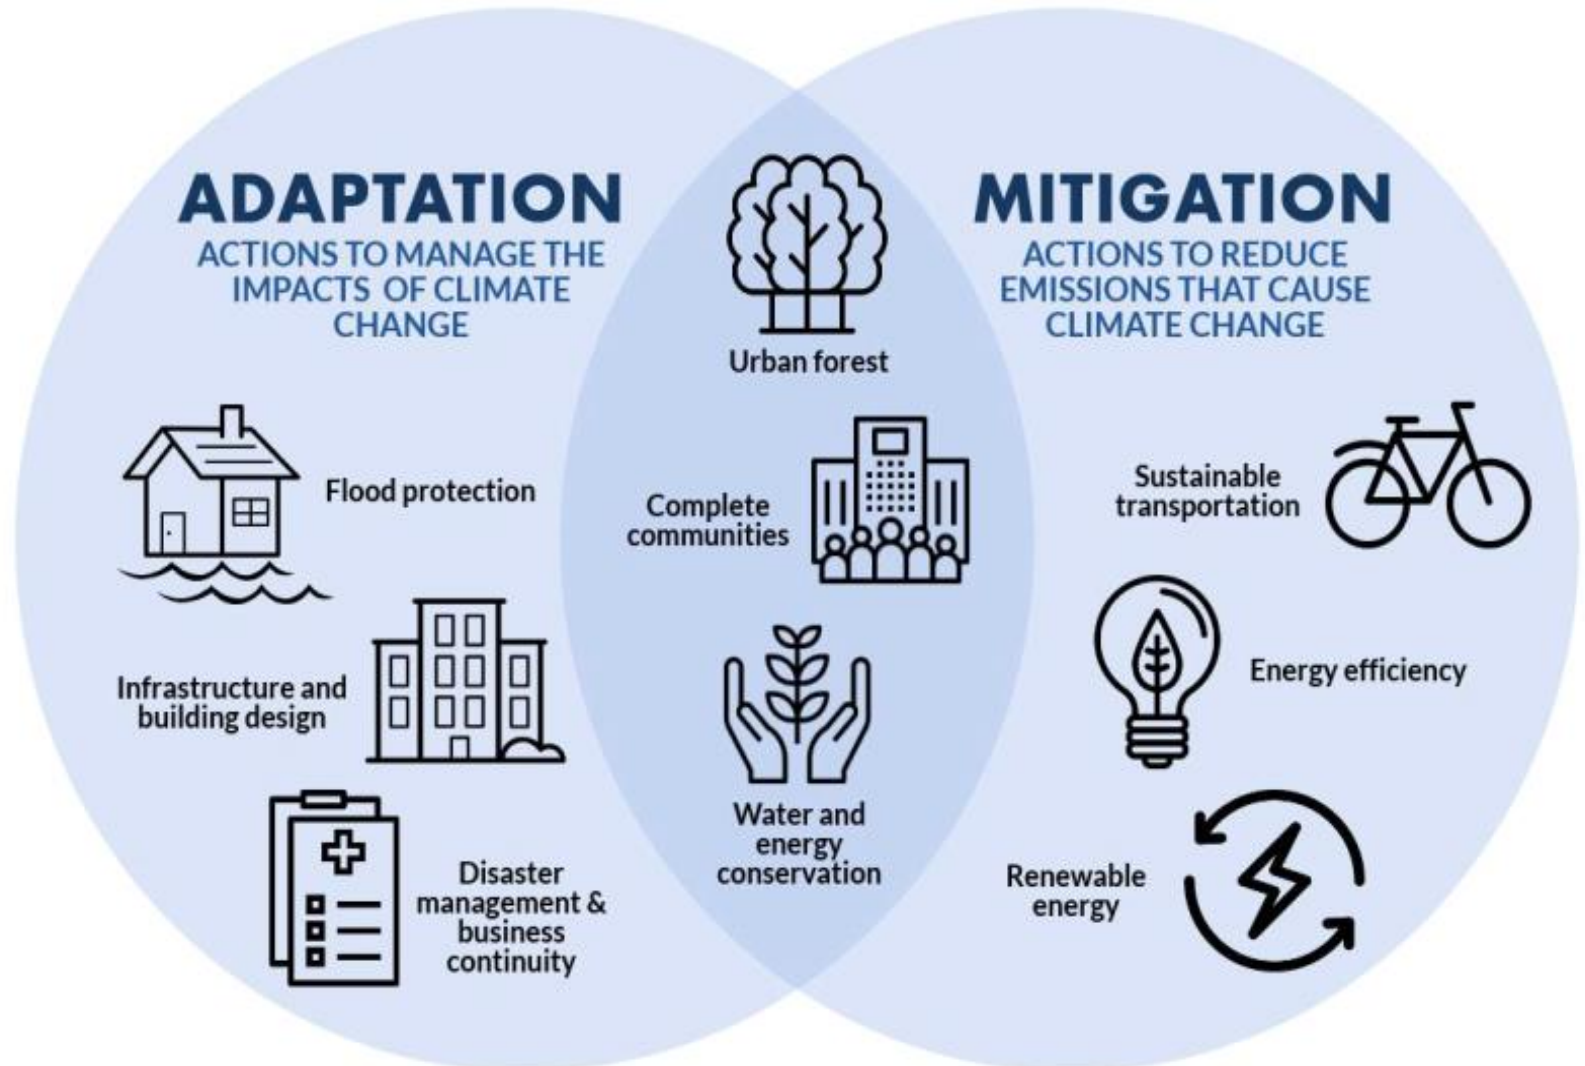 ADAPTATION
ACTIONS TO MANAGE THE
IMPACTS OF CLIMATE
CHANGE
Flood protection
Infrastructure and
building design
Disaster
management &
business
continuity
Urban forest
Complete
communities
Water and
energy
conservation
MITIGATION
ACTIONS TO REDUCE
EMISSIONS THAT CAUSE
CLIMATE CHANGE
Sustainable
transportation
Energy efficiency
Renewable
energy